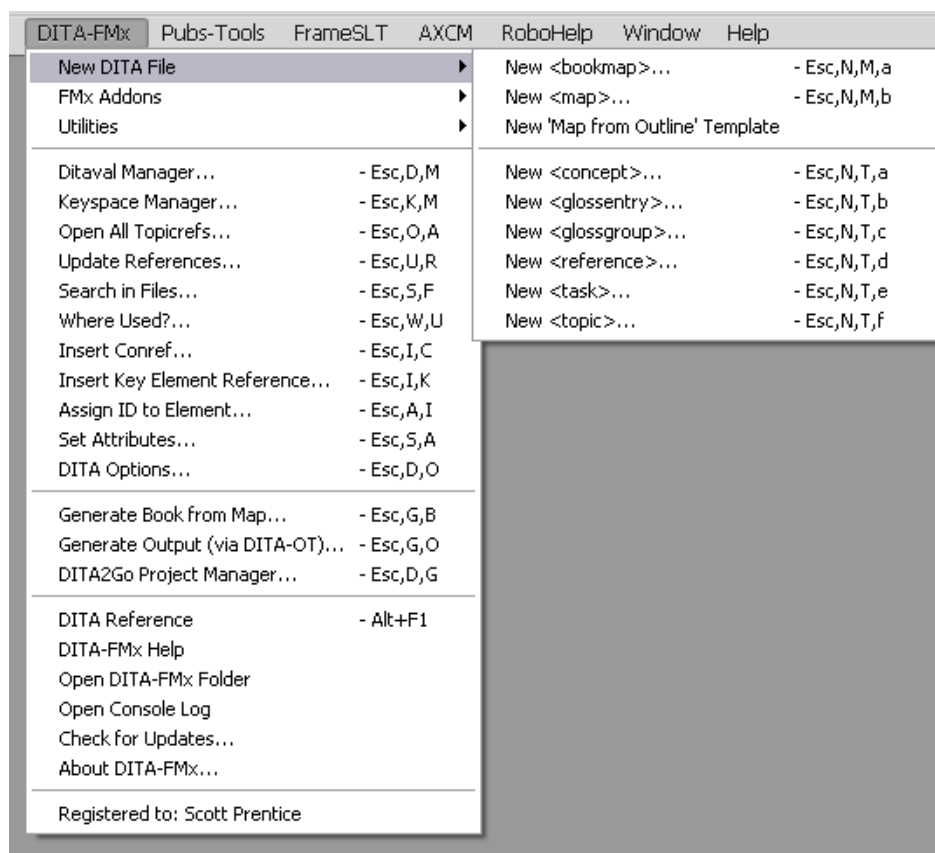 DITA-FMx Pubs-Tools FrameSLT AXCM RoboHelp Window Help
New DITA File
FMx Addons
Utilities
Ditaval Manager... - Esc,D,M
Keyspace Manager... - Esc,K,M
Open All Topicrefs... - Esc,O,A
Update References... - Esc,U,R
Search in Files... - Esc,S,F
Where Used?... - Esc,W,U
Insert Conref... - Esc,I,C
Insert Key Element Reference... - Esc,I,K
Assign ID to Element... - Esc,A,I
Set Attributes... - Esc,S,A
DITA Options... - Esc,D,O
Generate Book from Map... - Esc,G,B
Generate Output (via DITA-OT)... - Esc,G,O
DITA2Go Project Manager... - Esc,D,G
DITA Reference - Alt+F1
DITA-FMx Help
Open DITA-FMx Folder
Open Console Log
Check for Updates...
About DITA-FMx...
Registered to: Scott Prentice
New <bookmap>... - Esc,N,M,a
New <map>... - Esc,N,M,b
New 'Map from Outline' Template
New <concept>... - Esc,N,T,a
New <glossentry>... - Esc,N,T,b
New <glossgroup>... - Esc,N,T,c
New <reference>... - Esc,N,T,d
New <task>... - Esc,N,T,e
New <topic>... - Esc,N,T,f